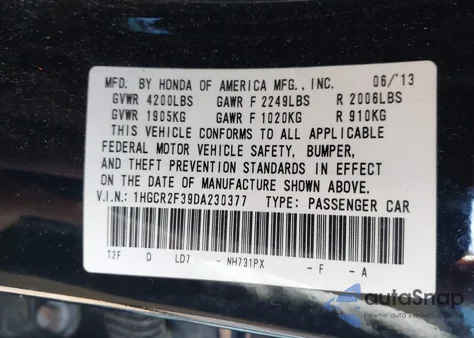 MFD. BY HONDA OF AMERICA MFG., INC. 06/'13
GVWR 4200LBS GAWR F 2249LBS R 2006LBS
GVWR 1905KG GAWR F 1020KG R 910KG
THIS VEHICLE CONFORMS TO ALL APPLICABLE
FEDERAL MOTOR VEHICLE SAFETY, BUMPER,
AND THEFT PREVENTION STANDARDS IN EFFECT
ON THE DATE OF MANUFACTURE SHOWN ABOVE.
V.I.N.: 1HGCR2F39DA230377 TYPE: PASSENGER CAR
T2F D LD7 - NH731PX - F - A
autoSnap